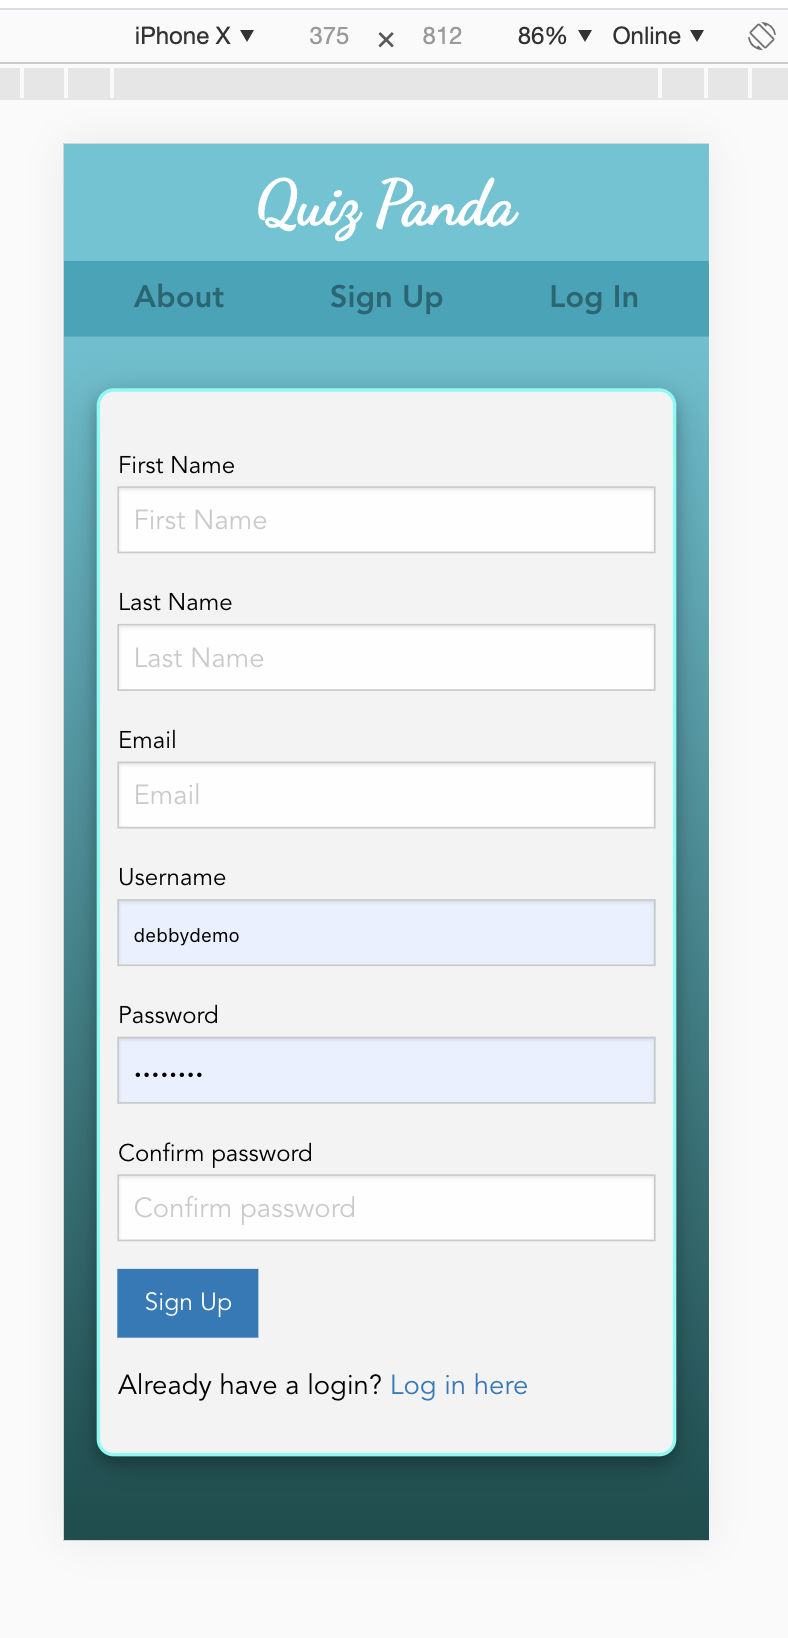 iPhone X ▼ 375 × 812 86% ▼ Online ▼
Quiz Panda
About Sign Up Log In
First Name
First Name
Last Name
Last Name
Email
Email
Username
debbydemo
Password
••••••••
Confirm password
Confirm password
Sign Up
Already have a login? Log in here